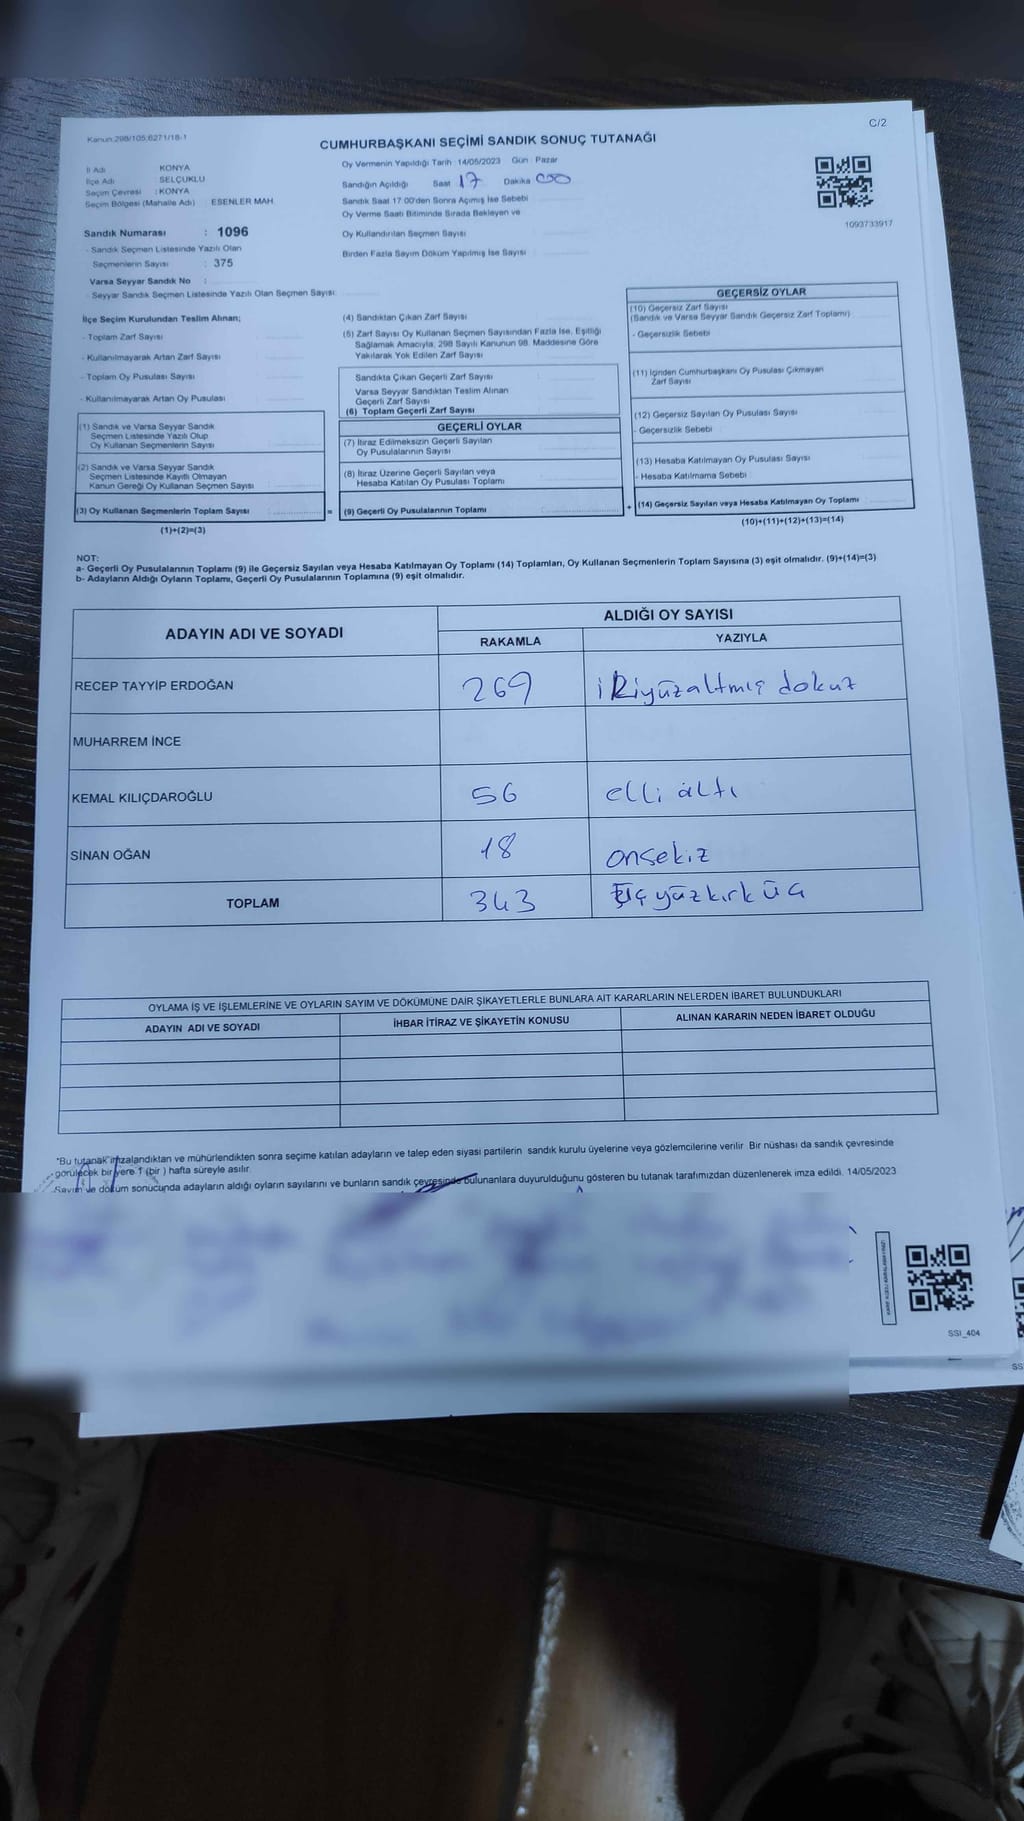 C/2
Kanun:298/105;6271/18-1
CUMHURBAŞKANI SEÇİMİ SANDIK SONUÇ TUTANAĞI
İl Adı KONYA
İlçe Adı SELÇUKLU
Seçim Çevresi :KONYA
Seçim Bölgesi (Mahalle Adı) : ESENLER MAH.
Oy Vermenin Yapıldığı Tarih :14/05/2023 Gün : Pazar
Sandığın Açıldığı Saat 17 Dakika 00
Sandık Saat 17:00'den Sonra Açımış İse Sebebi
Oy Verme Saati Bitiminde Sırada Bekleyen ve
Oy Kullandırılan Seçmen Sayısı
Birden Fazla Sayım Döküm Yapılmış İse Sayısı
1093733917
Sandık Numarası : 1096
- Sandık Seçmen Listesinde Yazılı Olan
Seçmenlerin Sayısı : 375
Varsa Seyyar Sandık No :
- Seyyar Sandık Seçmen Listesinde Yazılı Olan Seçmen Sayısı:
İlçe Seçim Kurulundan Teslim Alınan;
- Toplam Zarf Sayısı
- Kullanılmayarak Artan Zarf Sayısı
- Toplam Oy Pusulası Sayısı
- Kullanılmayarak Artan Oy Pusulası
(1) Sandık ve Varsa Seyyar Sandık
Seçmen Listesinde Yazılı Olup
Oy Kullanan Seçmenlerin Sayısı
(2) Sandık ve Varsa Seyyar Sandık
Seçmen Listesinde Kayıtlı Olmayan
Kanun Gereği Oy Kullanan Seçmen Sayısı
(3) Oy Kullanan Seçmenlerin Toplam Sayısı =
(1)+(2)=(3)
(4) Sandıktan Çıkan Zarf Sayısı
(5) Zarf Sayısı Oy Kullanan Seçmen Sayısından Fazla İse, Eşitliği
Sağlamak Amacıyla, 298 Sayılı Kanunun 98. Maddesine Göre
Yakılarak Yok Edilen Zarf Sayısı
Sandıkta Çıkan Geçerli Zarf Sayısı
Varsa Seyyar Sandıktan Teslim Alınan
Geçerli Zarf Sayısı
(6) Toplam Geçerli Zarf Sayısı
GEÇERLİ OYLAR
(7) İtiraz Edilmeksizin Geçerli Sayılan
Oy Pusulalarının Sayısı
(8) İtiraz Üzerine Geçerli Sayılan veya
Hesaba Katılan Oy Pusulası Toplamı
(9) Geçerli Oy Pusulalarının Toplamı +
GEÇERSİZ OYLAR
(10) Geçersiz Zarf Sayısı
(Sandık ve Varsa Seyyar Sandık Geçersiz Zarf Toplamı)
- Geçersizlik Sebebi
(11) İçinden Cumhurbaşkanı Oy Pusulası Çıkmayan
Zarf Sayısı
(12) Geçersiz Sayılan Oy Pusulası Sayısı
- Geçersizlik Sebebi
(13) Hesaba Katılmayan Oy Pusulası Sayısı
- Hesaba Katılmama Sebebi
(14) Geçersiz Sayılan veya Hesaba Katılmayan Oy Toplamı
(10)+(11)+(12)+(13)=(14)
NOT:
a- Geçerli Oy Pusulalarının Toplamı (9) ile Geçersiz Sayılan veya Hesaba Katılmayan Oy Toplamı (14) Toplamları, Oy Kullanan Seçmenlerin Toplam Sayısına (3) eşit olmalıdır. (9)+(14)=(3)
b- Adayların Aldığı Oyların Toplamı, Geçerli Oy Pusulalarının Toplamına (9) eşit olmalıdır.
ADAYIN ADI VE SOYADI ALDIĞI OY SAYISI
RAKAMLA YAZIYLA
RECEP TAYYİP ERDOĞAN 269 ikiyüzaltmış dokuz
MUHARREM İNCE
KEMAL KILIÇDAROĞLU 56 elli altı
SİNAN OĞAN 18 onsekiz
TOPLAM 343 üçyüzkırk üç
OYLAMA İŞ VE İŞLEMLERİNE VE OYLARIN SAYIM VE DÖKÜMÜNE DAİR ŞİKAYETLERLE BUNLARA AİT KARARLARIN NELERDEN İBARET BULUNDUKLARI
ADAYIN ADI VE SOYADI İHBAR İTİRAZ VE ŞİKAYETİN KONUSU ALINAN KARARIN NEDEN İBARET OLDUĞU
"Bu tutanak imzalandıktan ve mühürlendikten sonra seçime katılan adayların ve talep eden siyasi partilerin sandık kurulu üyelerine veya gözlemcilerine verilir Bir nüshası da sandık çevresinde
görülecek bir yere 1 (bir ) hafta süreyle asılır.
Sayım ve döküm sonucunda adayların aldığı oyların sayılarını ve bunların sandık çevresinde bulunanlara duyurulduğunu gösteren bu tutanak tarafımızdan düzenlenerek imza edildi. 14/05/2023
SSI_404
SS